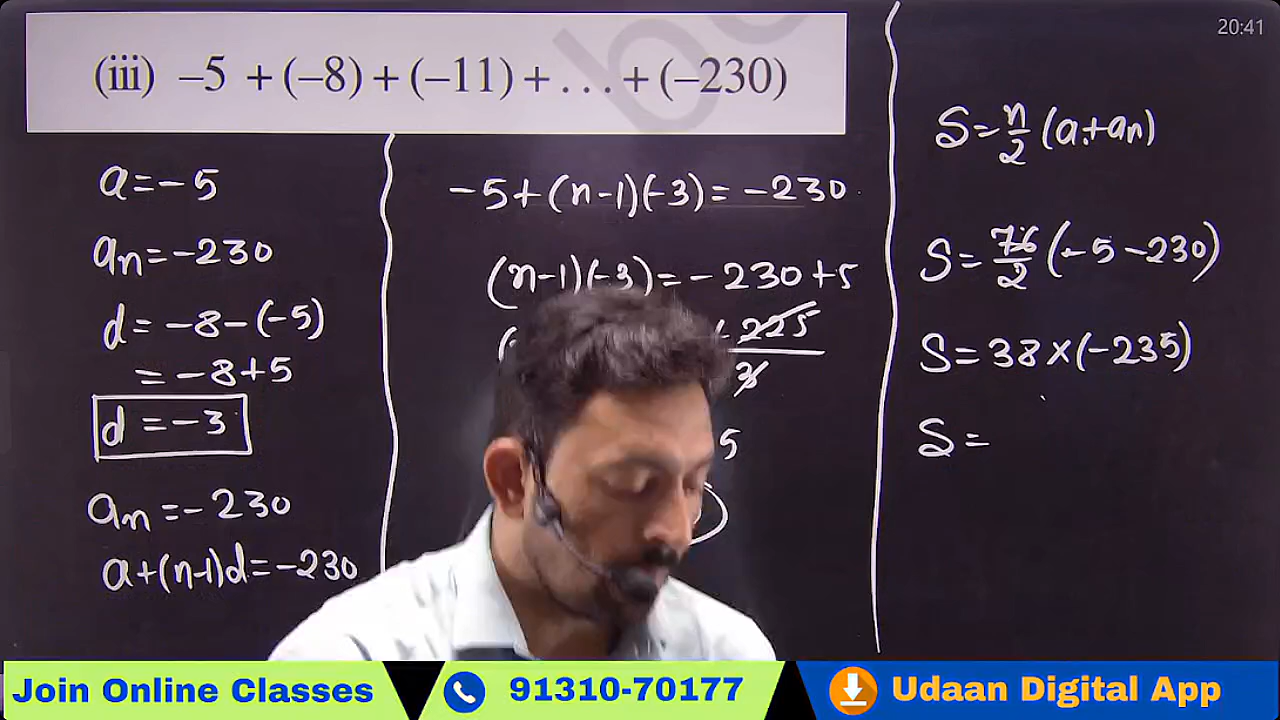 20:41
(iii) –5 + (–8) + (–11) + . . . + (–230)
a = -5
an = -230
d = -8-(-5)
= -8+5
d = -3
an = -230
a+(n-1)d = -230
-5+(n-1)(-3) = -230
(n-1)(-3) = -230+5
225
3
5
S = n/2 (a+an)
S = 76/2 (-5-230)
S = 38×(-235)
S =
Join Online Classes
91310-70177
Udaan Digital App